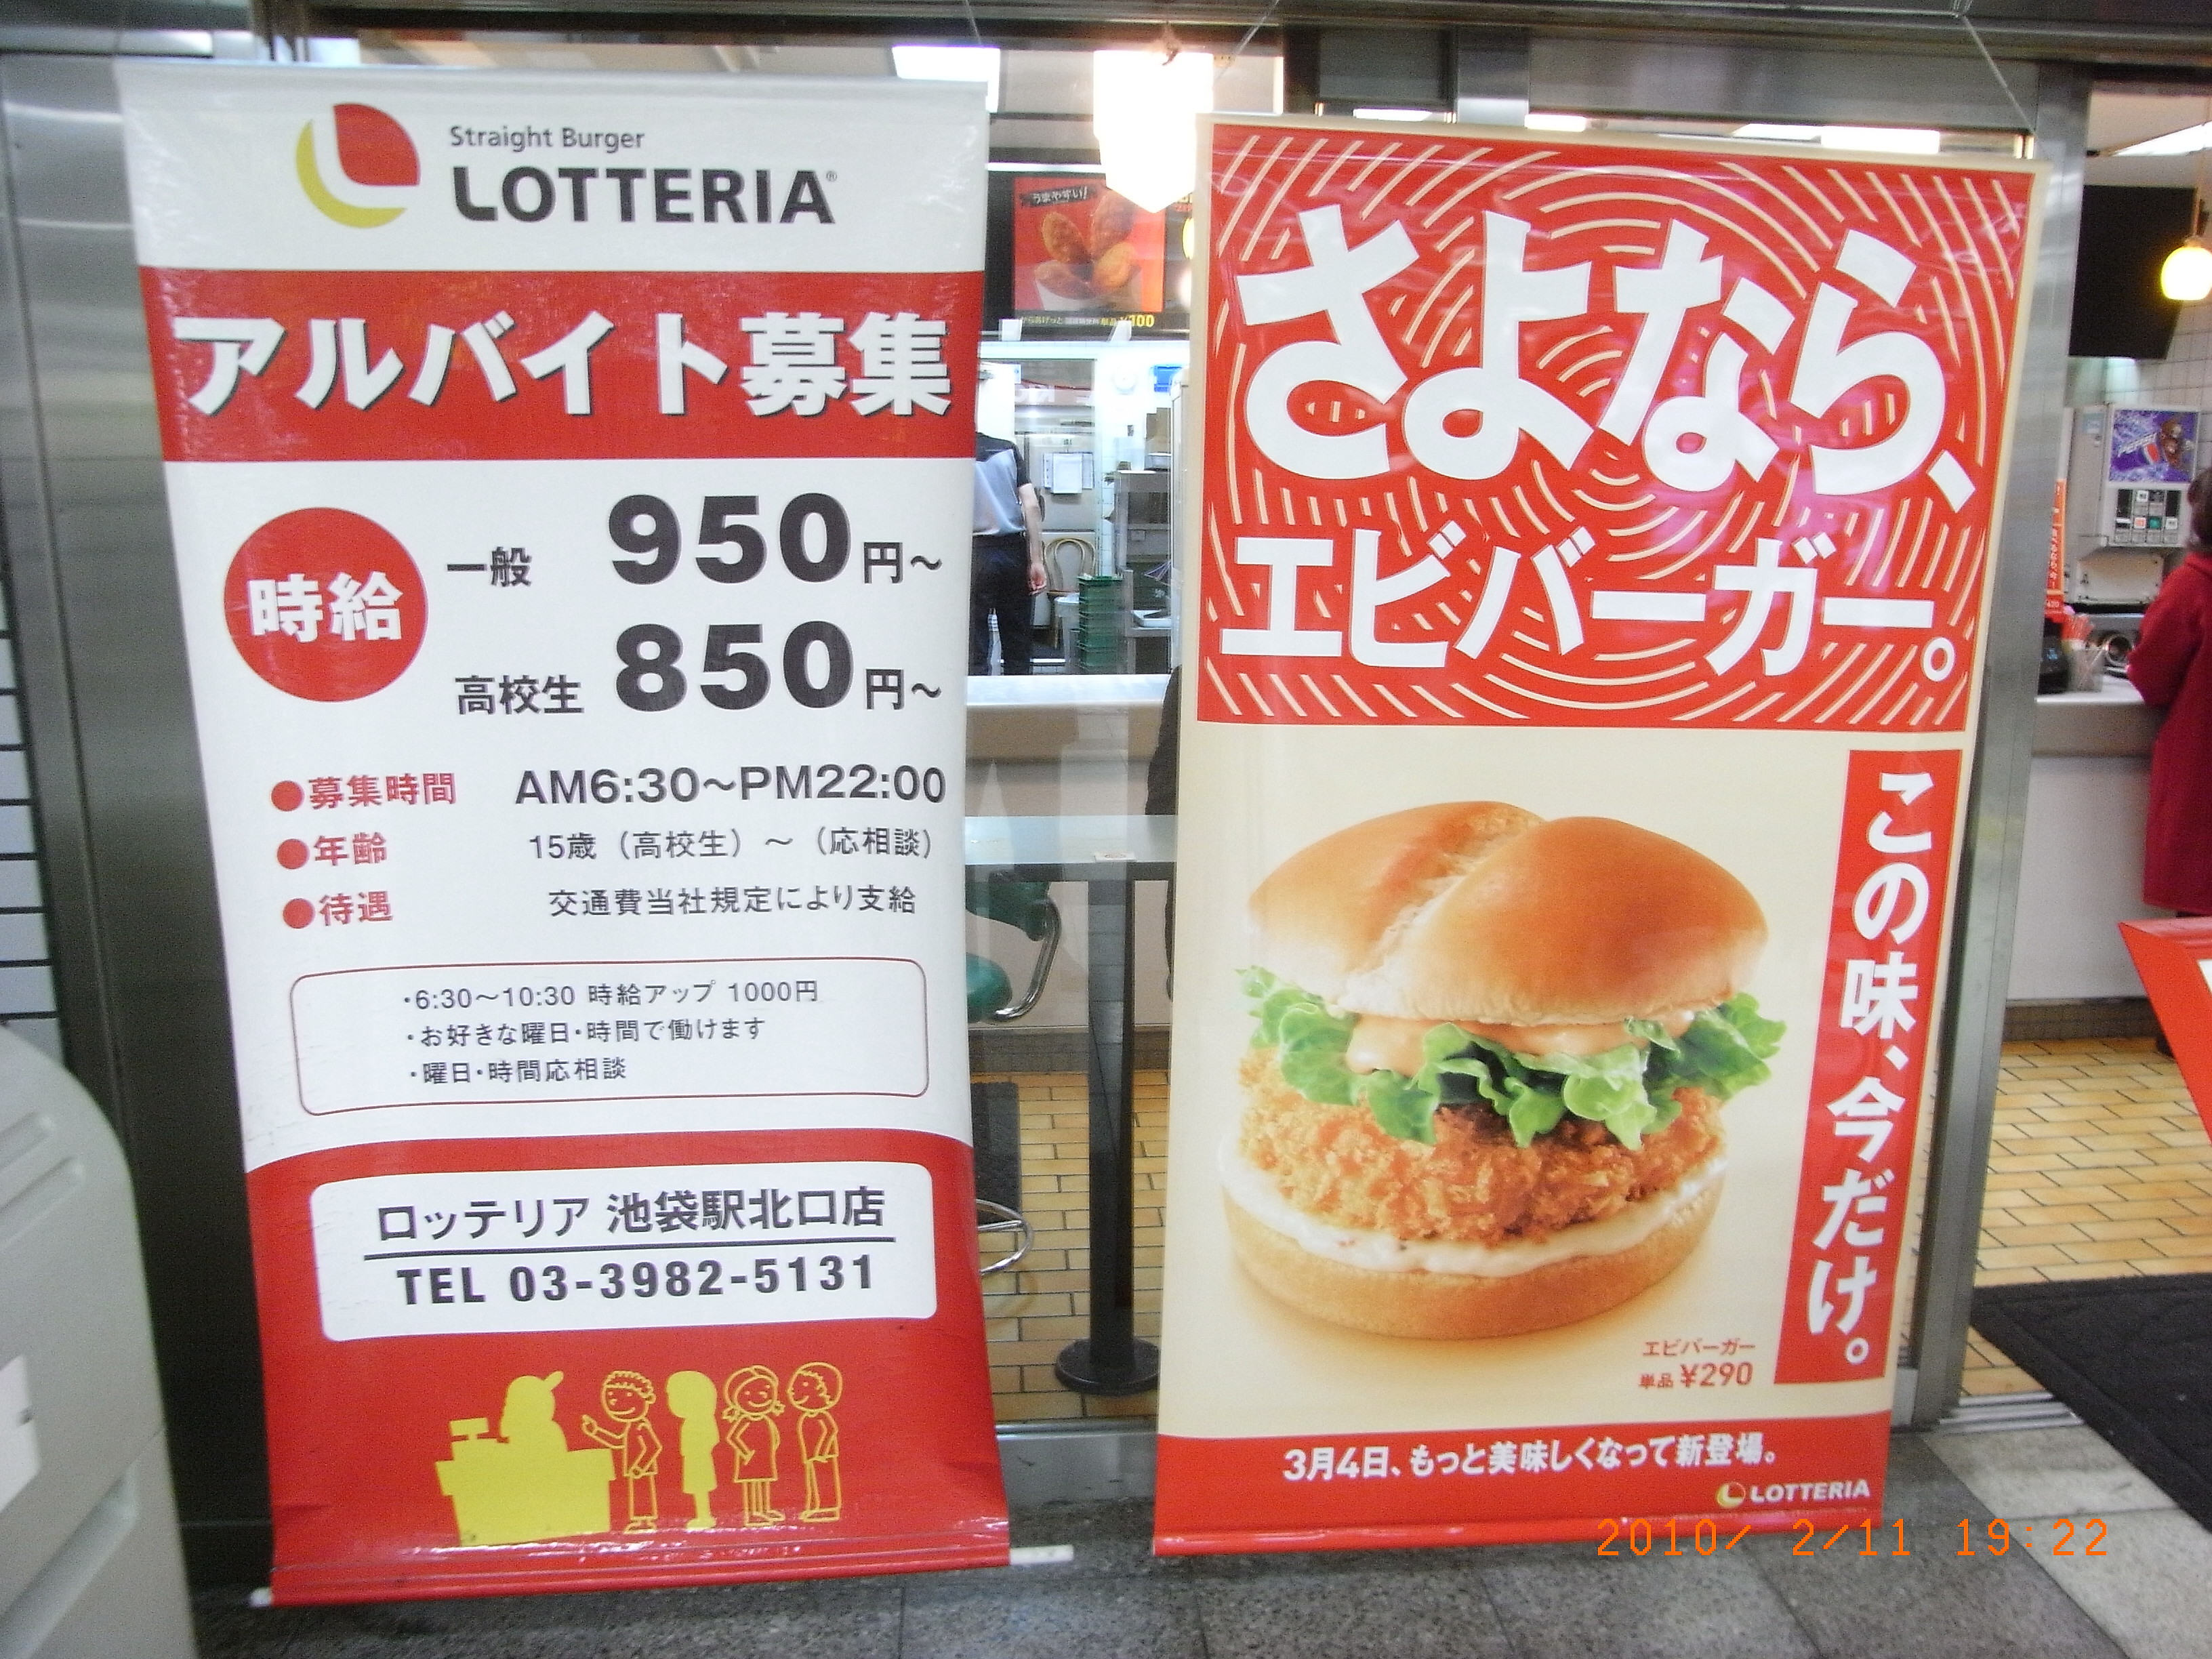 Straight Burger
LOTTERIA®
アルバイト募集
時給
一般 950円～
高校生 850円～
●募集時間 AM6:30～PM22:00
●年齢 15歳（高校生）～（応相談）
●待遇 交通費当社規定により支給
・6:30～10:30 時給アップ 1000円
・お好きな曜日・時間で働けます
・曜日・時間応相談
ロッテリア 池袋駅北口店
TEL 03-3982-5131
うまやすい!
さよなら、
エビバーガー。
この味、今だけ。
エビバーガー
単品 ¥290
3月4日、もっと美味しくなって新登場。
LOTTERIA
2010/ 2/11 19:22